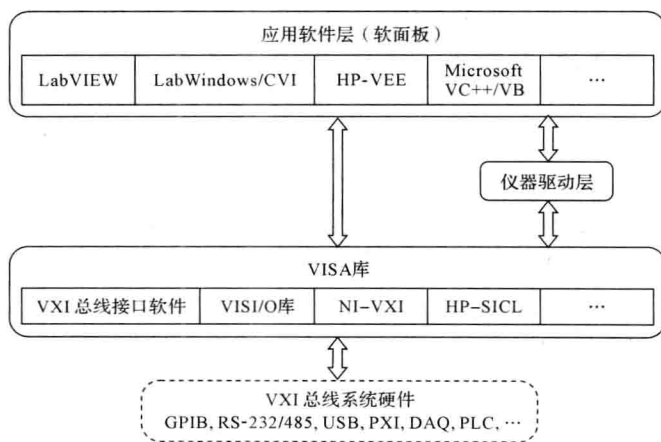 应用软件层（软面板）
LabVIEW
LabWindows/CVI
HP-VEE
Microsoft
VC++/VB
…
仪器驱动层
VISA库
VXI 总线接口软件
VISI/O库
NI-VXI
HP-SICL
…
VXI 总线系统硬件
GPIB, RS-232/485, USB, PXI, DAQ, PLC, …